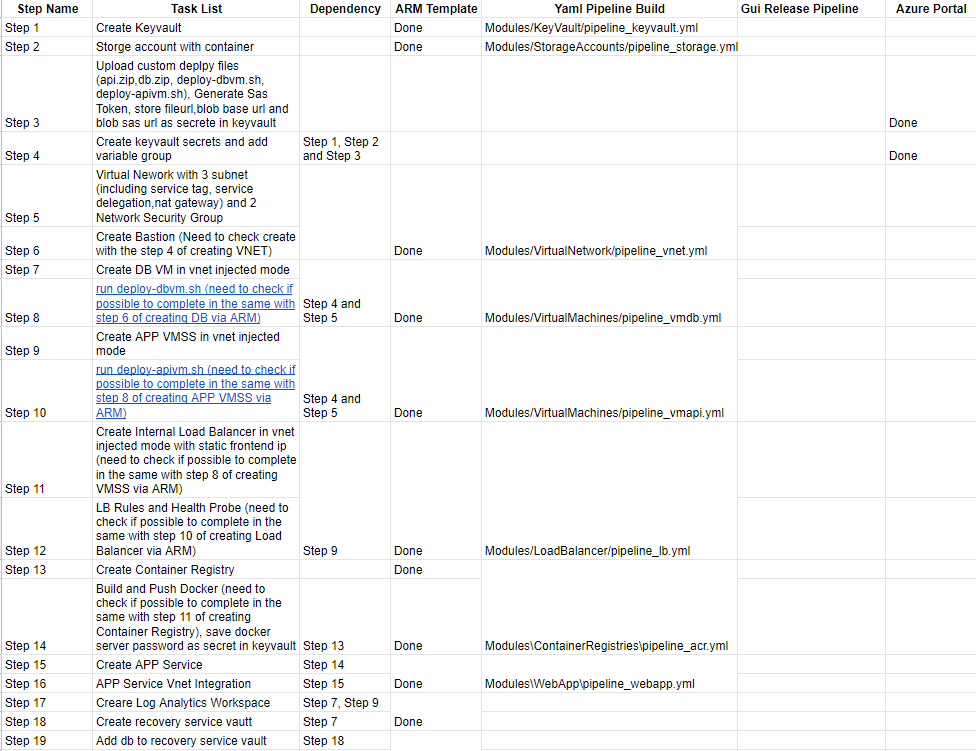 Step Name Task List Dependency ARM Template Yaml Pipeline Build Gui Release Pipeline Azure Portal
Step 1 Create Keyvault Done Modules/KeyVault/pipeline_keyvault.yml
Step 2 Storge account with container Done Modules/StorageAccounts/pipeline_storage.yml
Upload custom deplpy files
(api.zip,db.zip, deploy-dbvm.sh,
deploy-apivm.sh), Generate Sas
Token, store fileurl,blob base url and
blob sas url as secrete in keyvault
Step 3 Done
Create keyvault secrets and add
variable group
Step 1, Step 2
and Step 3
Step 4 Done
Virtual Nework with 3 subnet
(including service tag, service
delegation,nat gateway) and 2
Network Security Group
Step 5
Create Bastion (Need to check create
with the step 4 of creating VNET)
Step 6 Done Modules/VirtualNetwork/pipeline_vnet.yml
Step 7 Create DB VM in vnet injected mode
run deploy-dbvm.sh (need to check if
possible to complete in the same with
step 6 of creating DB via ARM)
Step 4 and
Step 5
Step 8 Done Modules/VirtualMachines/pipeline_vmdb.yml
Create APP VMSS in vnet injected
mode
Step 9
run deploy-apivm.sh (need to check if
possible to complete in the same with
step 8 of creating APP VMSS via
ARM)
Step 4 and
Step 5
Step 10 Done Modules/VirtualMachines/pipeline_vmapi.yml
Create Internal Load Balancer in vnet
injected mode with static frontend ip
(need to check if possible to complete
in the same with step 8 of creating
VMSS via ARM)
Step 11
LB Rules and Health Probe (need to
check if possible to complete in the
same with step 10 of creating Load
Balancer via ARM)
Step 12 Step 9 Done Modules/LoadBalancer/pipeline_lb.yml
Step 13 Create Container Registry Done
Build and Push Docker (need to
check if possible to complete in the
same with step 11 of creating
Container Registry), save docker
server password as secret in keyvault
Step 14 Step 13 Done Modules\ContainerRegistries\pipeline_acr.yml
Step 15 Create APP Service Step 14
Step 16 APP Service Vnet Integration Step 15 Done Modules\WebApp\pipeline_webapp.yml
Step 17 Creare Log Analytics Workspace Step 7, Step 9
Step 18 Create recovery service vautt Step 7 Done
Step 19 Add db to recovery service vault Step 18